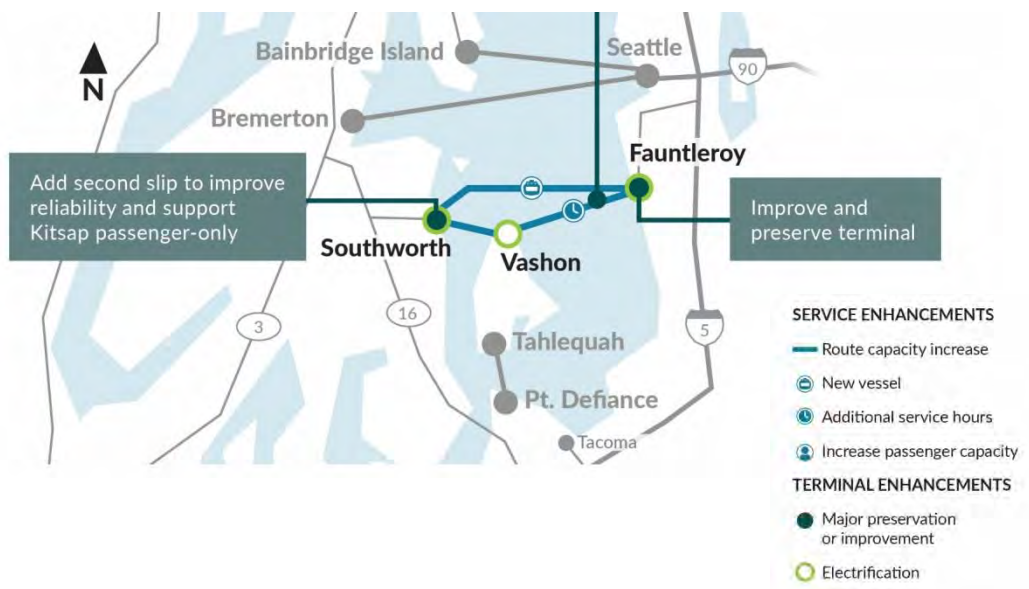 Bainbridge Island
Seattle
90
N
Bremerton
Fauntleroy
Add second slip to improve
reliability and support
Kitsap passenger-only
Improve and
preserve terminal
Southworth
Vashon
3
16
5
Tahlequah
Pt. Defiance
Tacoma
SERVICE ENHANCEMENTS
Route capacity increase
New vessel
Additional service hours
Increase passenger capacity
TERMINAL ENHANCEMENTS
Major preservation
or improvement
Electrification